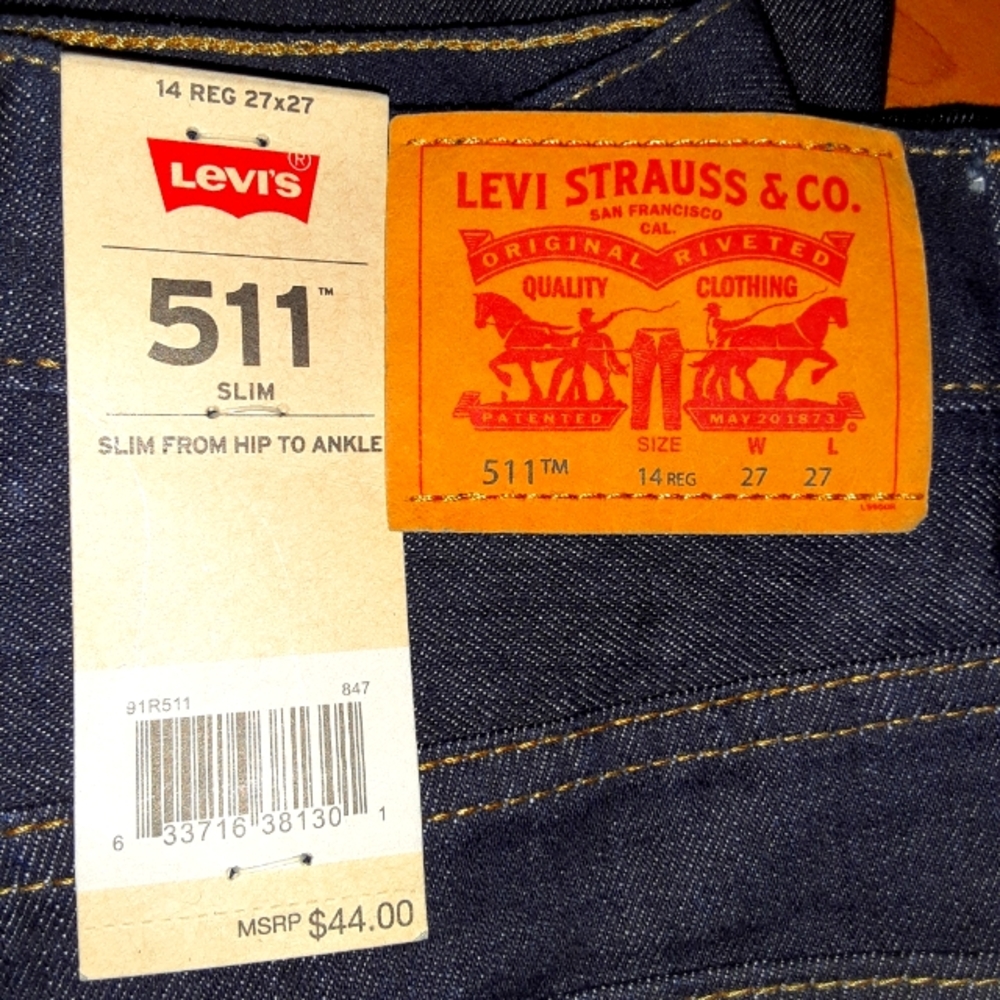 14 REG 27x27
LEVI'S®
511™
SLIM
SLIM FROM HIP TO ANKLE
91R511 847
6 33716 38130 1
MSRP $44.00
LEVI STRAUSS & CO.
SAN FRANCISCO
CAL.
ORIGINAL RIVETED
QUALITY CLOTHING
PATENTED MAY 20 1873 ®
SIZE W L
511™ 14 REG 27 27